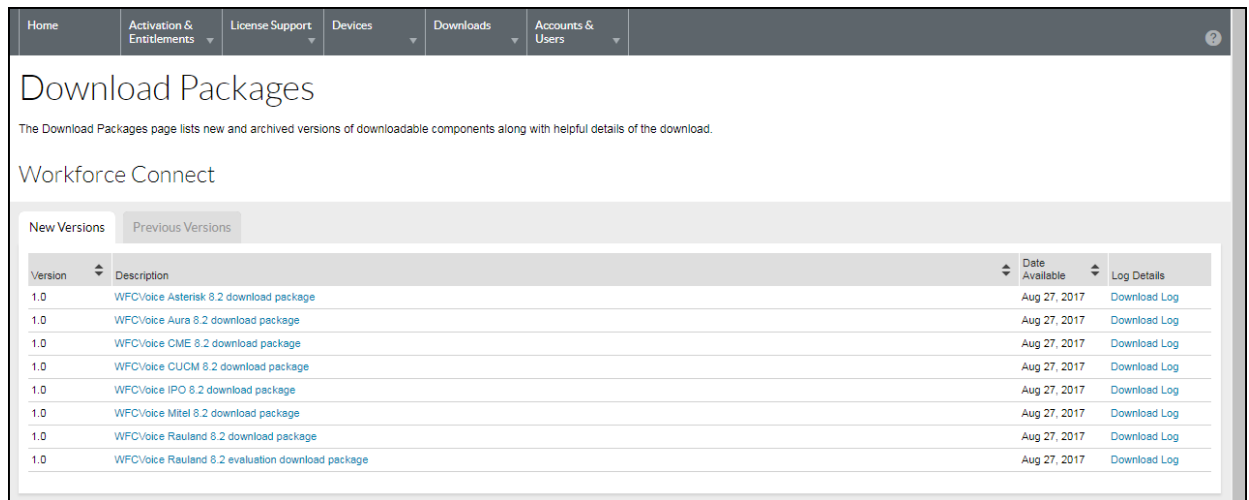 Home Activation & License Support Devices Downloads Accounts &
Entitlements Users ?
Download Packages
The Download Packages page lists new and archived versions of downloadable components along with helpful details of the download.
Workforce Connect
New Versions Previous Versions
Version Description Date Available Log Details
1.0 WFCVoice Asterisk 8.2 download package Aug 27, 2017 Download Log
1.0 WFCVoice Aura 8.2 download package Aug 27, 2017 Download Log
1.0 WFCVoice CME 8.2 download package Aug 27, 2017 Download Log
1.0 WFCVoice CUCM 8.2 download package Aug 27, 2017 Download Log
1.0 WFCVoice IPO 8.2 download package Aug 27, 2017 Download Log
1.0 WFCVoice Mitel 8.2 download package Aug 27, 2017 Download Log
1.0 WFCVoice Rauland 8.2 download package Aug 27, 2017 Download Log
1.0 WFCVoice Rauland 8.2 evaluation download package Aug 27, 2017 Download Log